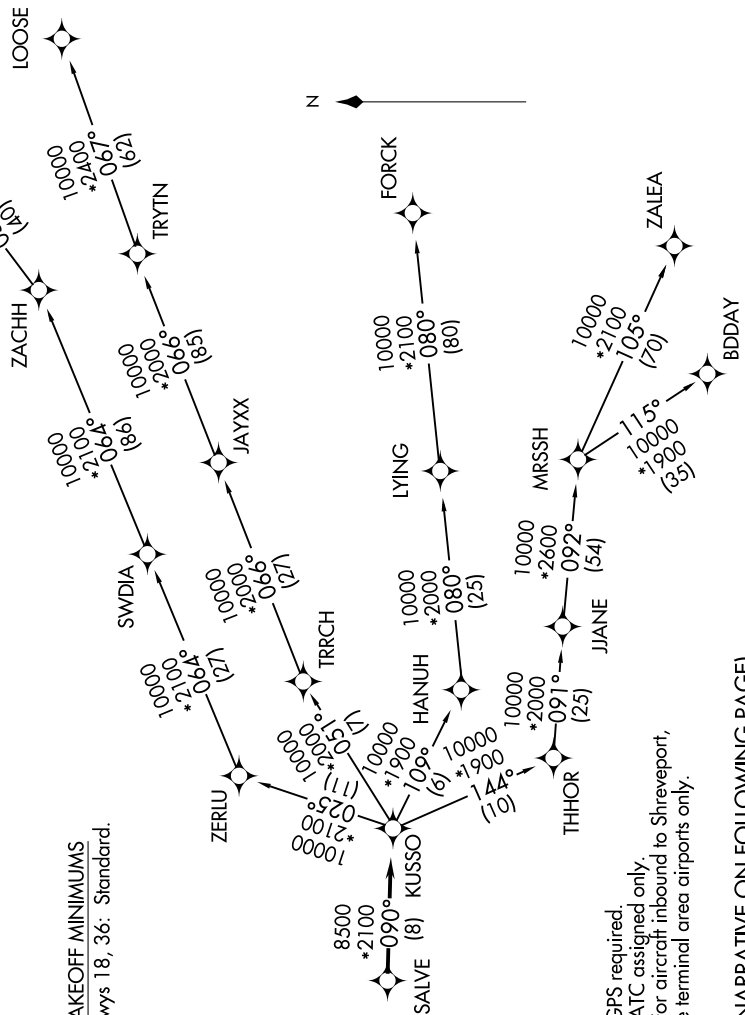 LOOSE
10000
*2400
067°
(62)
TRYTN
10000
*2000
066°
(85)
JAYXX
10000
*2000
066°
(27)
TRRCH
10000
*2000
051°
(7)
(40)
ZACHH
10000
*2100
064°
(86)
SWDIA
10000
*2100
064°
(27)
ZERLU
10000
*2100
025°
(11)
N
FORCK
10000
*2100
080°
(80)
LYING
10000
*2000
080°
(25)
HANUH
10000
*1900
109°
(6)
ZALEA
10000
*2100
105°
(70)
BDDAY
115°
10000
*1900
(35)
MRSSH
10000
*2600
092°
(54)
JJANE
10000
*2000
091°
(25)
THHOR
10000
*1900
144°
(10)
KUSSO
8500
*2100
090°
(8)
SALVE
AKEOFF MINIMUMS
wys 18, 36: Standard.
GPS required.
ATC assigned only.
or aircraft inbound to Shreveport,
e terminal area airports only.
NARRATIVE ON FOLLOWING PAGE)